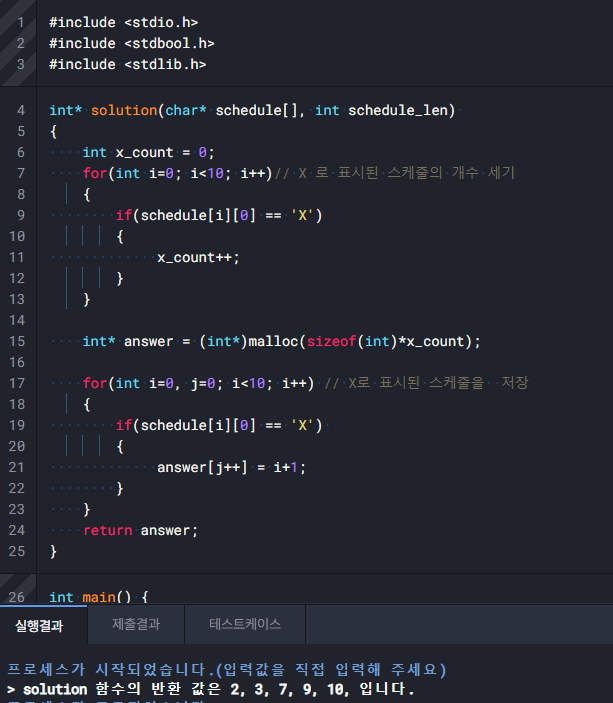 1 #include <stdio.h>
2 #include <stdbool.h>
3 #include <stdlib.h>
4 int* solution(char* schedule[], int schedule_len)
5 {
6 int x_count = 0;
7 for(int i=0; i<10; i++)// X 로 표시된 스케줄의 개수 세기
8 {
9 if(schedule[i][0] == 'X')
10 {
11 x_count++;
12 }
13 }
14
15 int* answer = (int*)malloc(sizeof(int)*x_count);
16
17 for(int i=0, j=0; i<10; i++) // X로 표시된 스케줄을 저장
18 {
19 if(schedule[i][0] == 'X')
20 {
21 answer[j++] = i+1;
22 }
23 }
24 return answer;
25 }
26 int main() {
실행결과 제출결과 테스트케이스
프로세스가 시작되었습니다.(입력값을 직접 입력해 주세요)
> solution 함수의 반환 값은 2, 3, 7, 9, 10, 입니다.